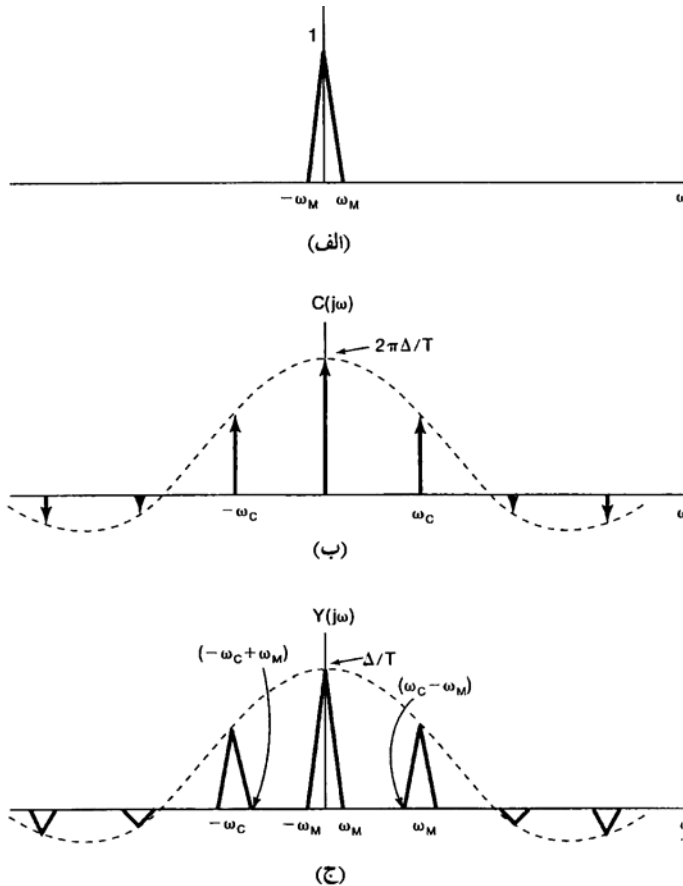 1
−ω_M ω_M ω
(الف)
C(jω)
2πΔ/T
−ω_C ω_C ω
(ب)
Y(jω)
(−ω_C+ω_M) Δ/T (ω_C−ω_M)
−ω_C −ω_M ω_M ω_M ω
(ج)